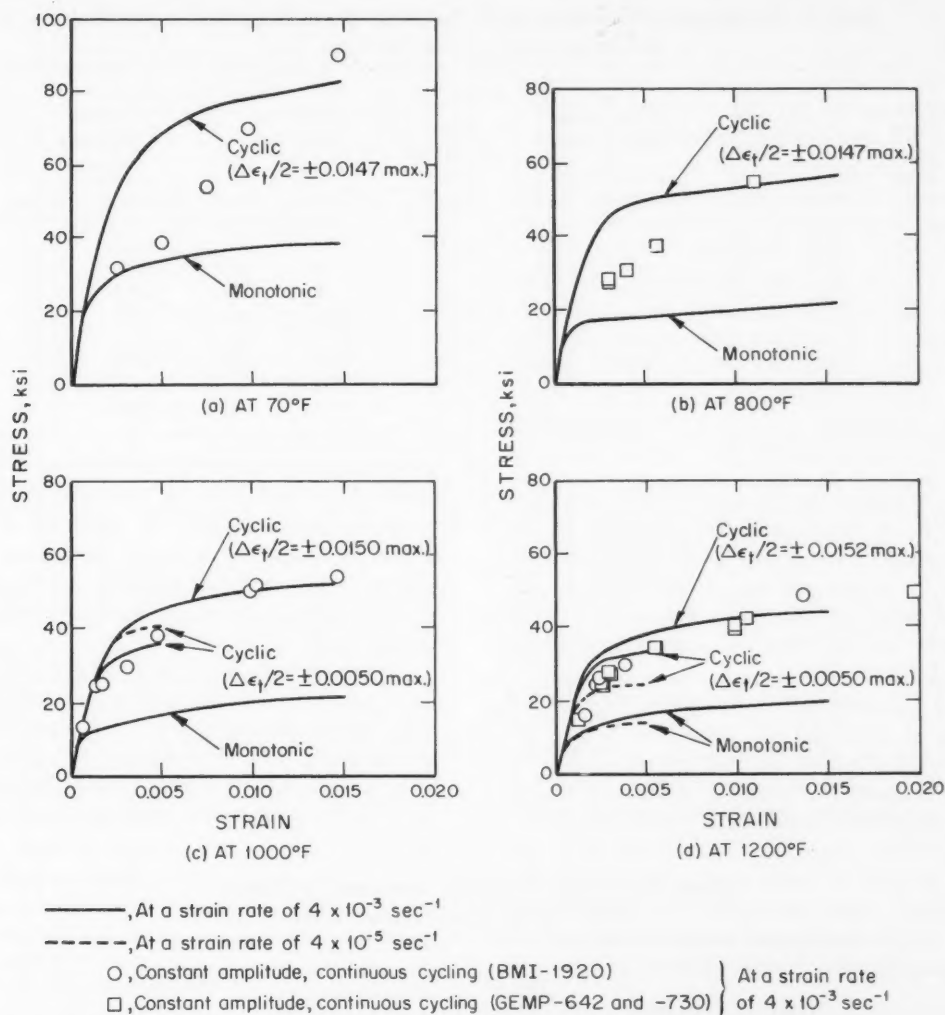 100
80
60
40
20
0
Cyclic
(Δϵt/2=±0.0147 max.)
Monotonic
(a) AT 70°F
80
60
40
20
0
Cyclic
(Δϵt/2=±0.0147 max.)
Monotonic
(b) AT 800°F
STRESS, ksi
80
60
40
20
0
Cyclic
(Δϵt/2=±0.0150 max.)
Cyclic
(Δϵt/2=±0.0050 max.)
Monotonic
0 0.005 0.010 0.015 0.020
STRAIN
(c) AT 1000°F
STRESS, ksi
80
60
40
20
0
Cyclic
(Δϵt/2=±0.0152 max.)
Cyclic
(Δϵt/2=±0.0050 max.)
Monotonic
0 0.005 0.010 0.015 0.020
STRAIN
(d) AT 1200°F
, At a strain rate of 4 x 10⁻³ sec⁻¹
, At a strain rate of 4 x 10⁻⁵ sec⁻¹
, Constant amplitude, continuous cycling (BMI-1920)
, Constant amplitude, continuous cycling (GEMP-642 and -730)
At a strain rate
of 4 x 10⁻³ sec⁻¹